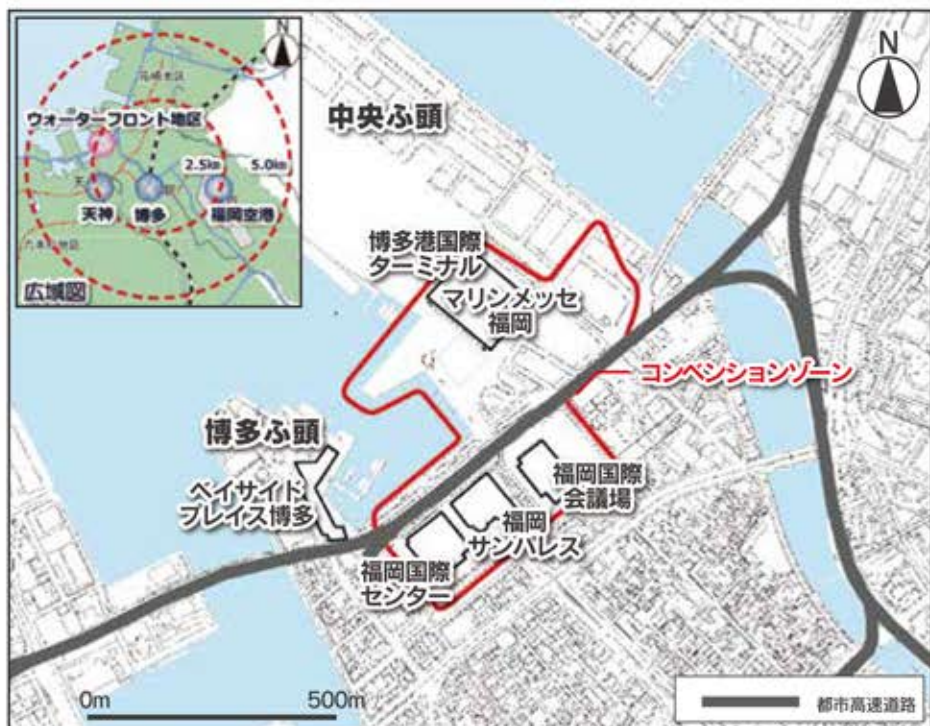 N
ウォーターフロント地区
2.5㎞
5.0㎞
天神
博多
福岡空港
広域図
N
中央ふ頭
博多港国際
ターミナル
マリンメッセ
福岡
コンベンションゾーン
博多ふ頭
ベイサイド
プレイス博多
福岡国際
会議場
福岡
サンパレス
福岡国際
センター
0m
500m
都市高速道路